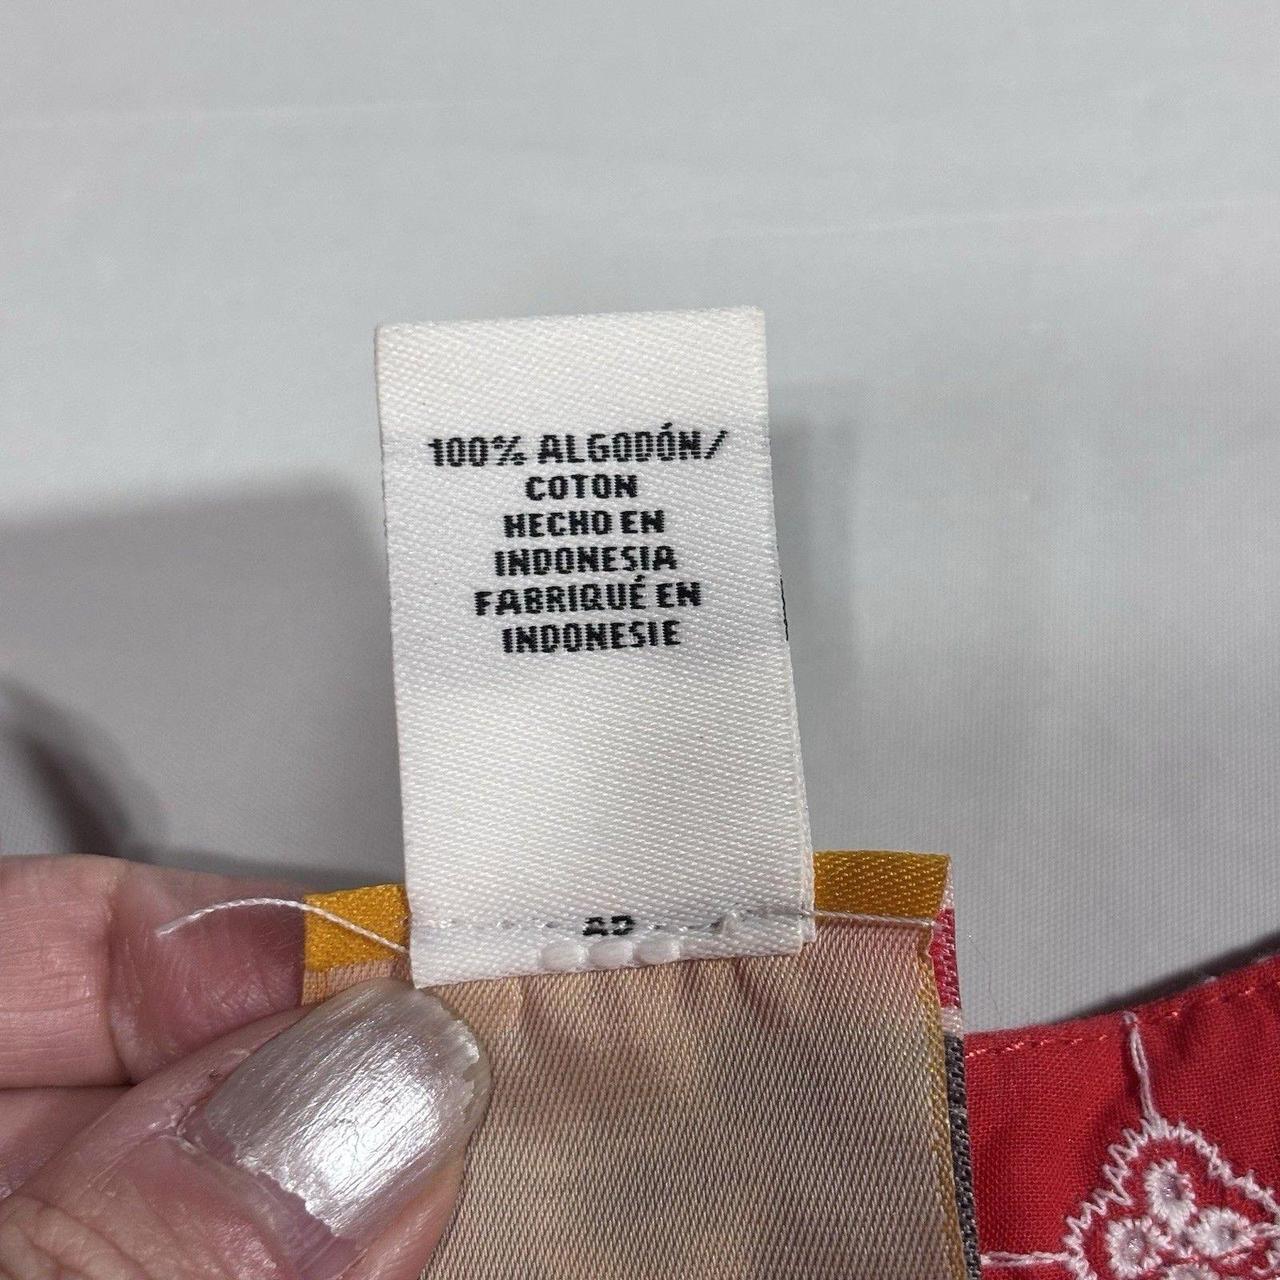 100% ALGODÓN/
COTON
HECHO EN
INDONESIA
FABRIQUÉ EN
INDONESIE